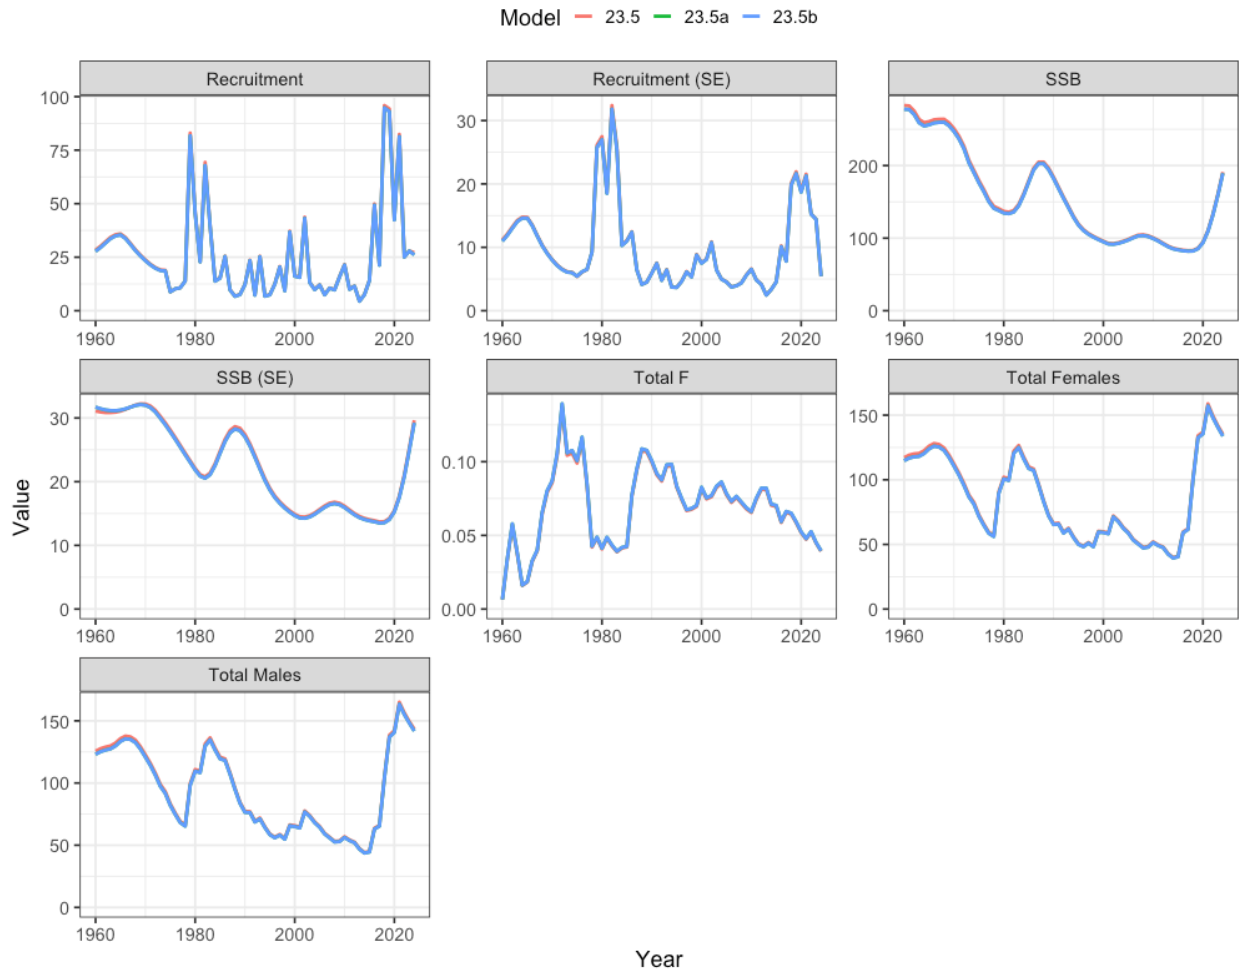 Model 23.5 23.5a 23.5b
Recruitment
Recruitment (SE)
SSB
100
75
50
25
0
1960 1980 2000 2020
30
20
10
0
1960 1980 2000 2020
200
100
0
1960 1980 2000 2020
SSB (SE)
Total F
Total Females
30
20
10
0
1960 1980 2000 2020
0.10
0.05
0.00
1960 1980 2000 2020
150
100
50
0
1960 1980 2000 2020
Total Males
150
100
50
0
1960 1980 2000 2020
Value
Year